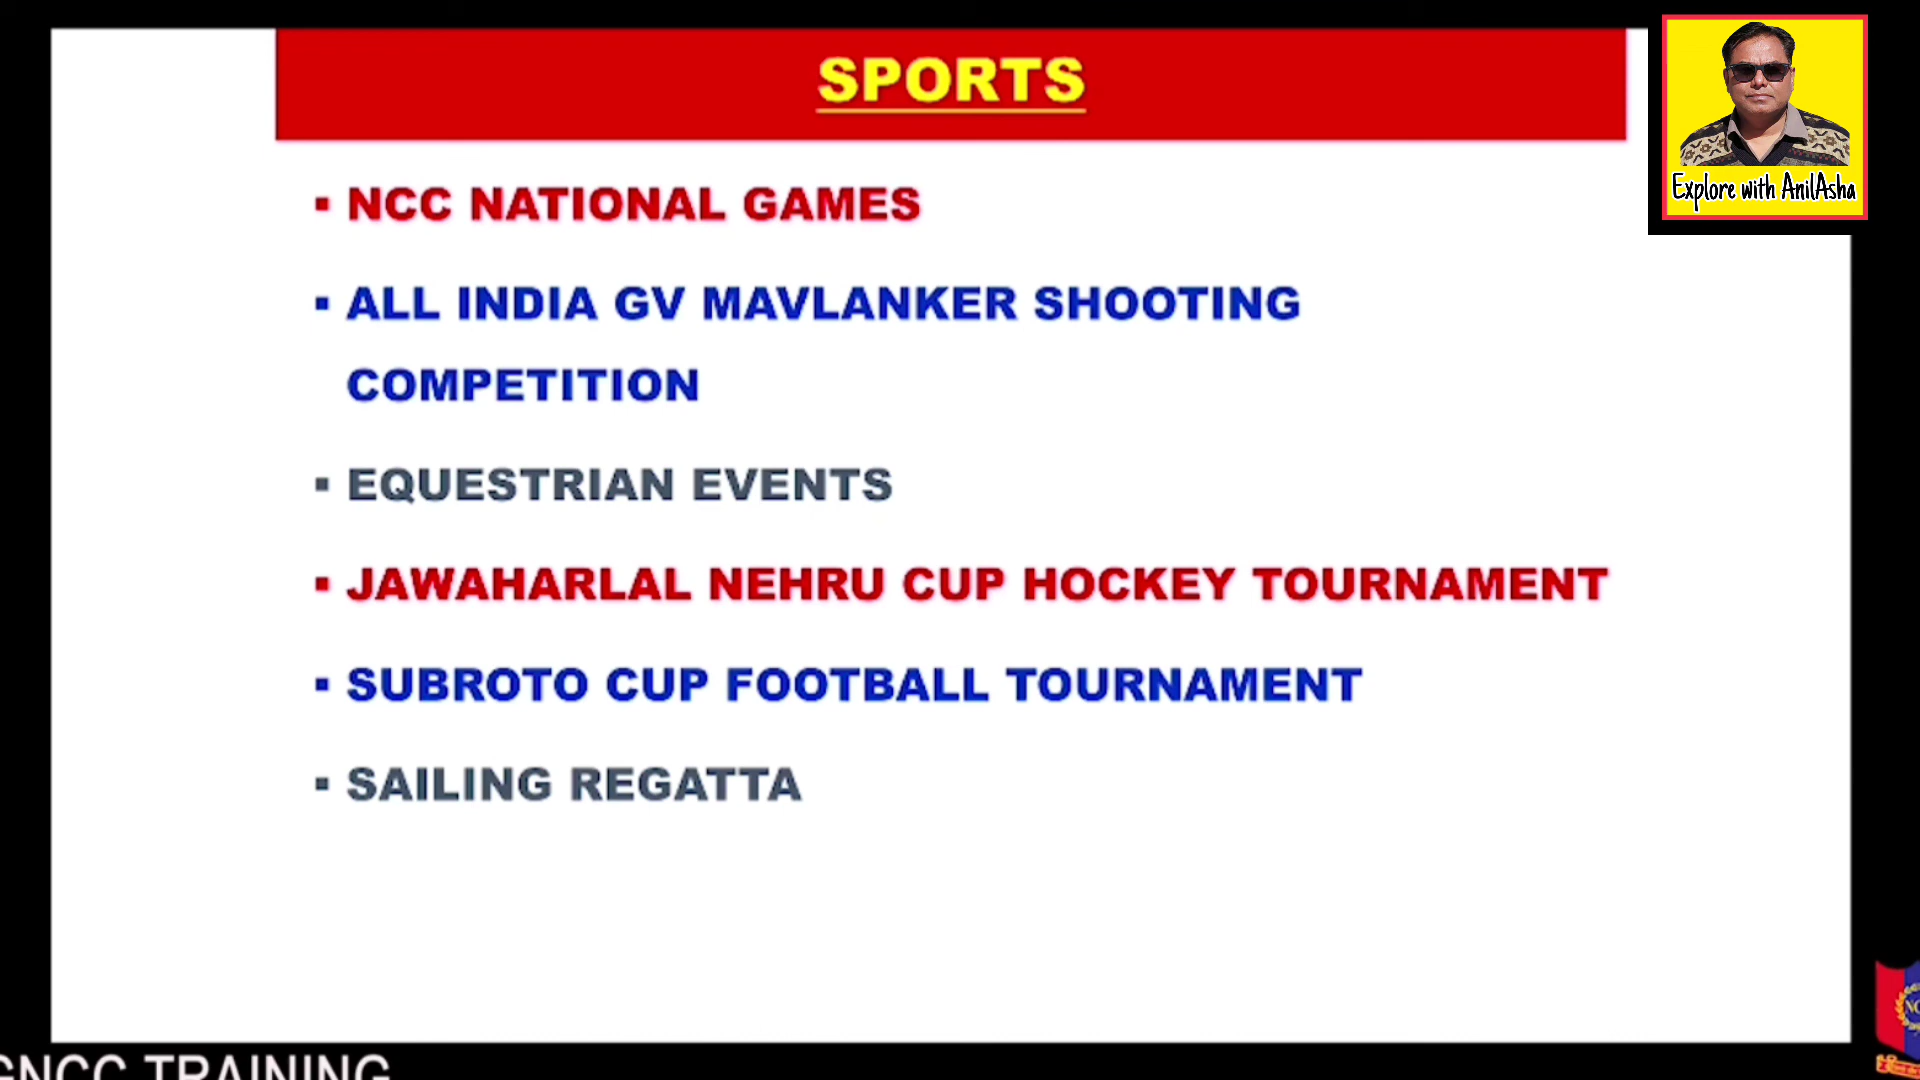 SPORTS
Explore with AnilAsha
▪ NCC NATIONAL GAMES
▪ ALL INDIA GV MAVLANKER SHOOTING
COMPETITION
▪ EQUESTRIAN EVENTS
▪ JAWAHARLAL NEHRU CUP HOCKEY TOURNAMENT
▪ SUBROTO CUP FOOTBALL TOURNAMENT
▪ SAILING REGATTA
GNCC TRAINING